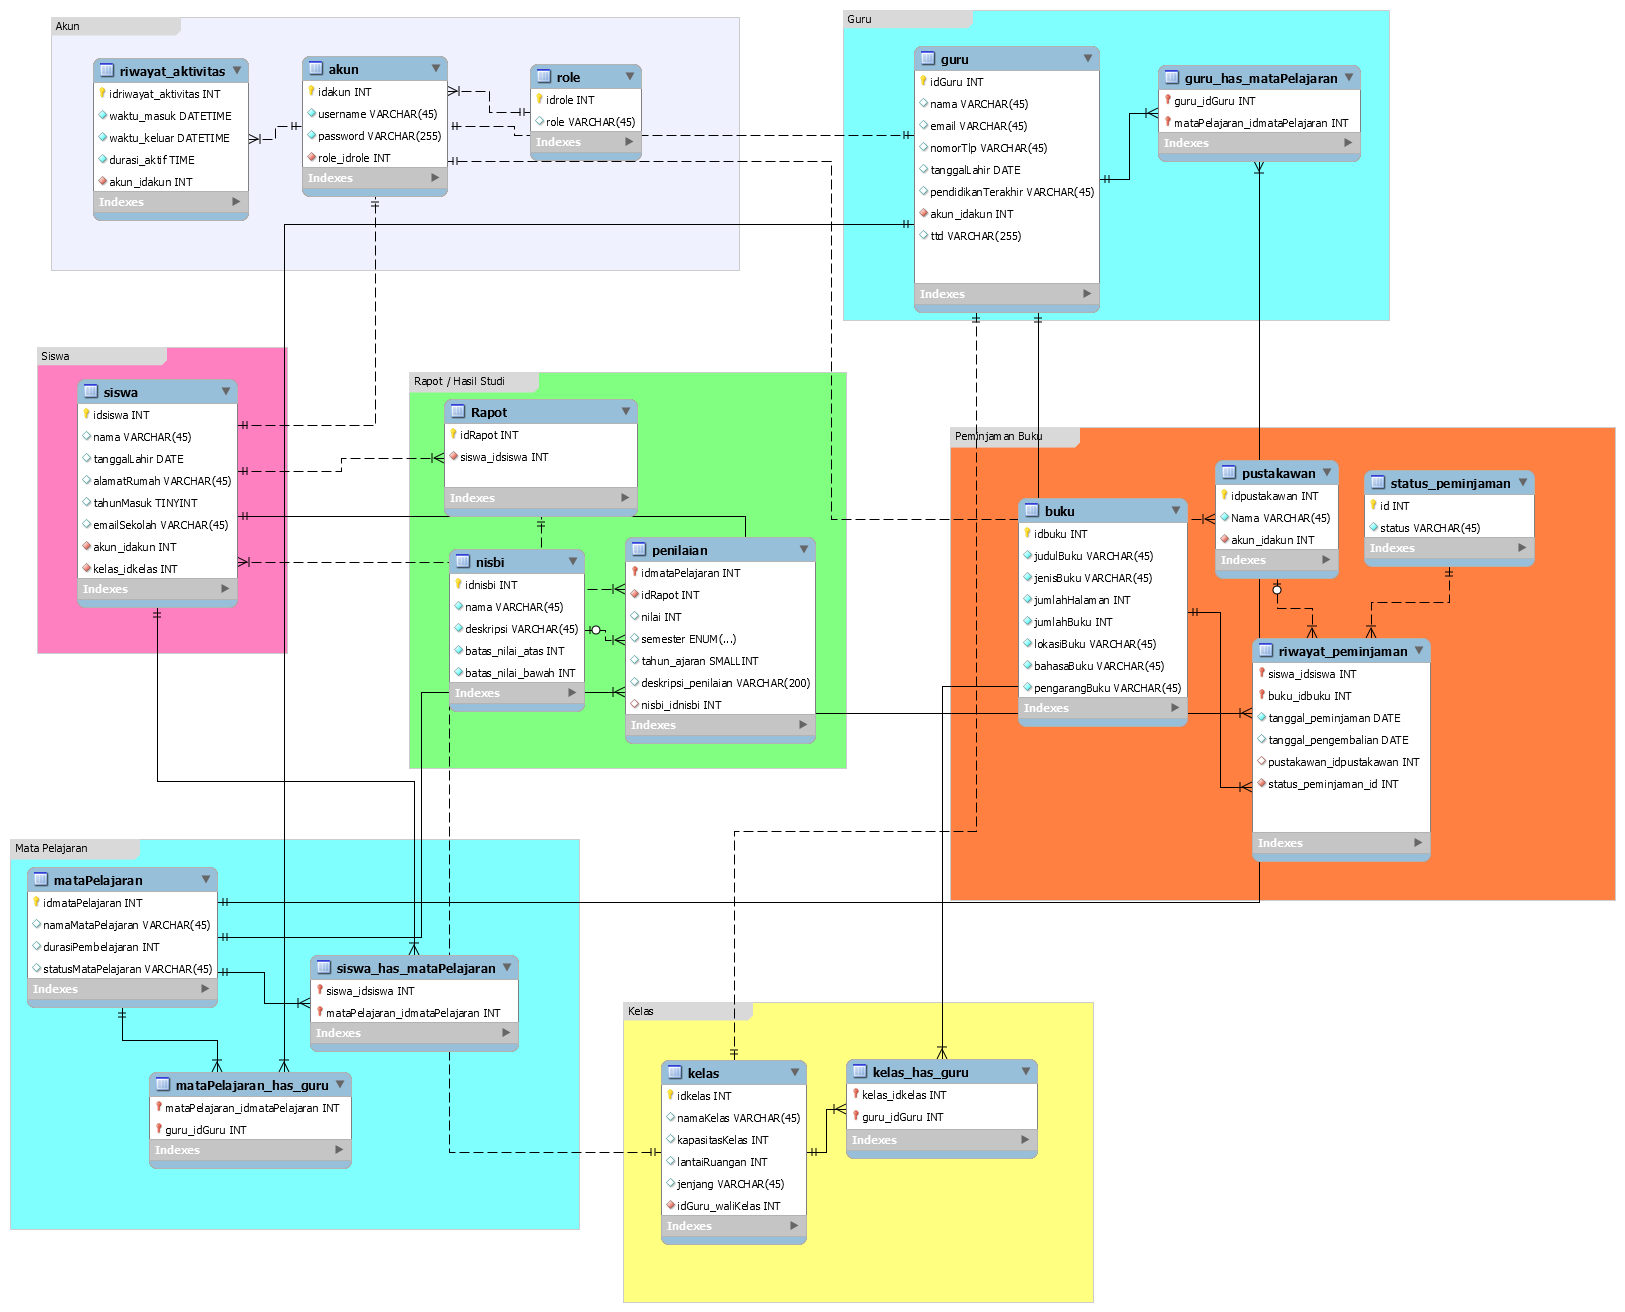 Akun
riwayat_aktivitas
idriwayat_aktivitas INT
waktu_masuk DATETIME
waktu_keluar DATETIME
durasi_aktif TIME
akun_idakun INT
Indexes
akun
idakun INT
username VARCHAR(45)
password VARCHAR(255)
role_idrole INT
Indexes
role
idrole INT
role VARCHAR(45)
Indexes
Guru
guru
idGuru INT
nama VARCHAR(45)
email VARCHAR(45)
nomorTlp VARCHAR(45)
tanggalLahir DATE
pendidikanTerakhir VARCHAR(45)
akun_idakun INT
ttd VARCHAR(255)
Indexes
guru_has_mataPelajaran
guru_idGuru INT
mataPelajaran_idmataPelajaran INT
Indexes
Siswa
siswa
idsiswa INT
nama VARCHAR(45)
tanggalLahir DATE
alamatRumah VARCHAR(45)
tahunMasuk TINYINT
emailSekolah VARCHAR(45)
akun_idakun INT
kelas_idkelas INT
Indexes
Rapot / Hasil Studi
Rapot
idRapot INT
siswa_idsiswa INT
Indexes
nisbi
idnisbi INT
nama VARCHAR(45)
deskripsi VARCHAR(45)
batas_nilai_atas INT
batas_nilai_bawah INT
Indexes
penilaian
idmataPelajaran INT
idRapot INT
nilai INT
semester ENUM(...)
tahun_ajaran SMALLINT
deskripsi_penilaian VARCHAR(200)
nisbi_idnisbi INT
Indexes
Peminjaman Buku
buku
idbuku INT
judulBuku VARCHAR(45)
jenisBuku VARCHAR(45)
jumlahHalaman INT
jumlahBuku INT
lokasiBuku VARCHAR(45)
bahasaBuku VARCHAR(45)
pengarangBuku VARCHAR(45)
Indexes
pustakawan
idpustakawan INT
Nama VARCHAR(45)
akun_idakun INT
Indexes
status_peminjaman
id INT
status VARCHAR(45)
Indexes
riwayat_peminjaman
siswa_idsiswa INT
buku_idbuku INT
tanggal_peminjaman DATE
tanggal_pengembalian DATE
pustakawan_idpustakawan INT
status_peminjaman_id INT
Indexes
Mata Pelajaran
mataPelajaran
idmataPelajaran INT
namaMataPelajaran VARCHAR(45)
durasiPembelajaran INT
statusMataPelajaran VARCHAR(45)
Indexes
siswa_has_mataPelajaran
siswa_idsiswa INT
mataPelajaran_idmataPelajaran INT
Indexes
mataPelajaran_has_guru
mataPelajaran_idmataPelajaran INT
guru_idGuru INT
Indexes
Kelas
kelas
idkelas INT
namaKelas VARCHAR(45)
kapasitasKelas INT
lantaiRuangan INT
jenjang VARCHAR(45)
idGuru_waliKelas INT
Indexes
kelas_has_guru
kelas_idkelas INT
guru_idGuru INT
Indexes